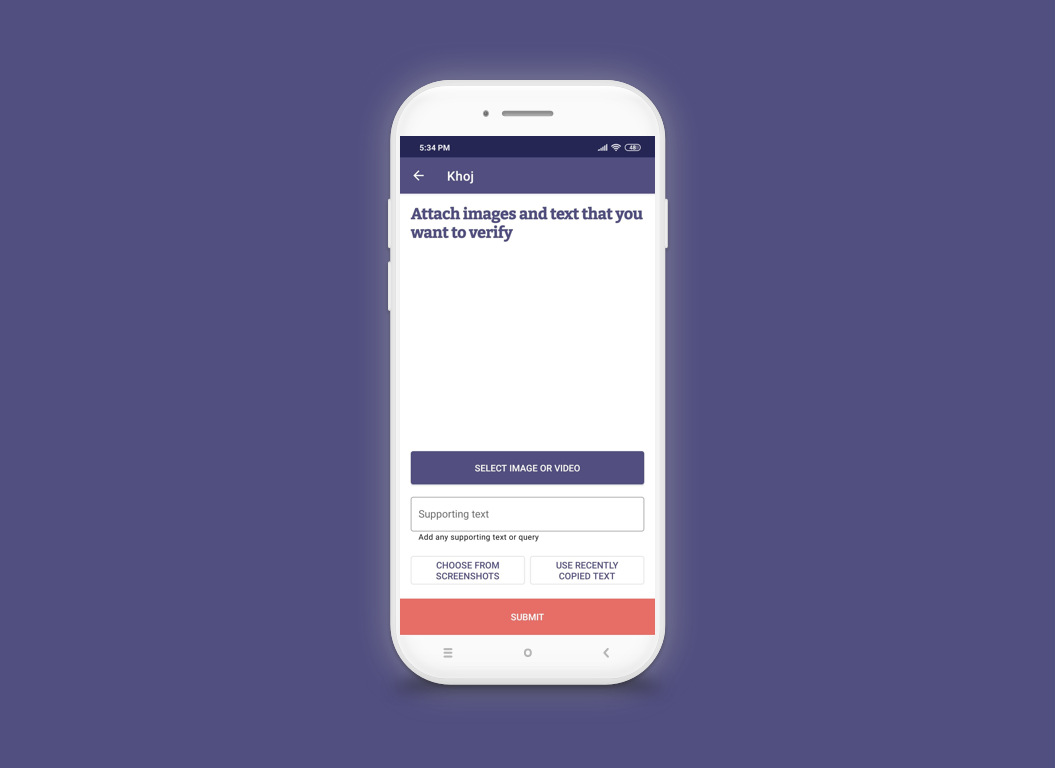 5:34 PM
48
Khoj
Attach images and text that you
want to verify
SELECT IMAGE OR VIDEO
Supporting text
Add any supporting text or query
CHOOSE FROM
SCREENSHOTS
USE RECENTLY
COPIED TEXT
SUBMIT